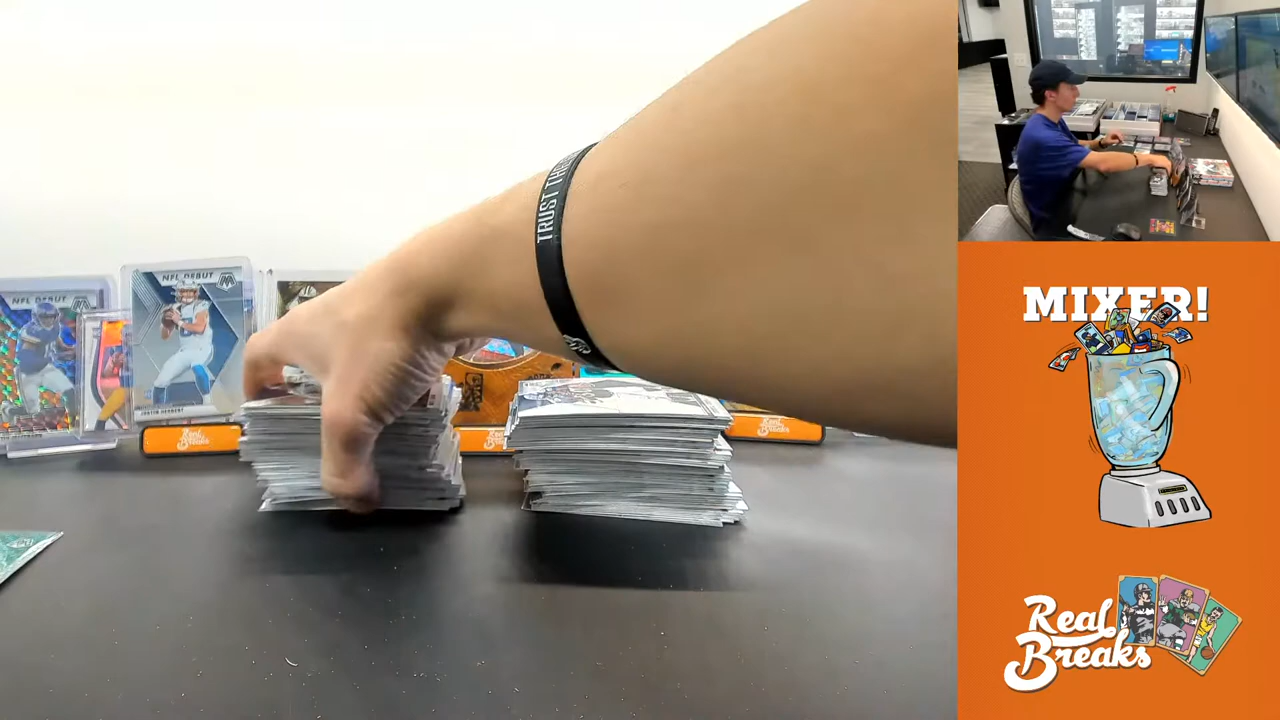 NFL DEBUT
NFL DEBUT
JUSTIN HERBERT
TRUST THE
Real
Breaks
Real
Breaks
Real
Breaks
MIXER!
Real
Breaks